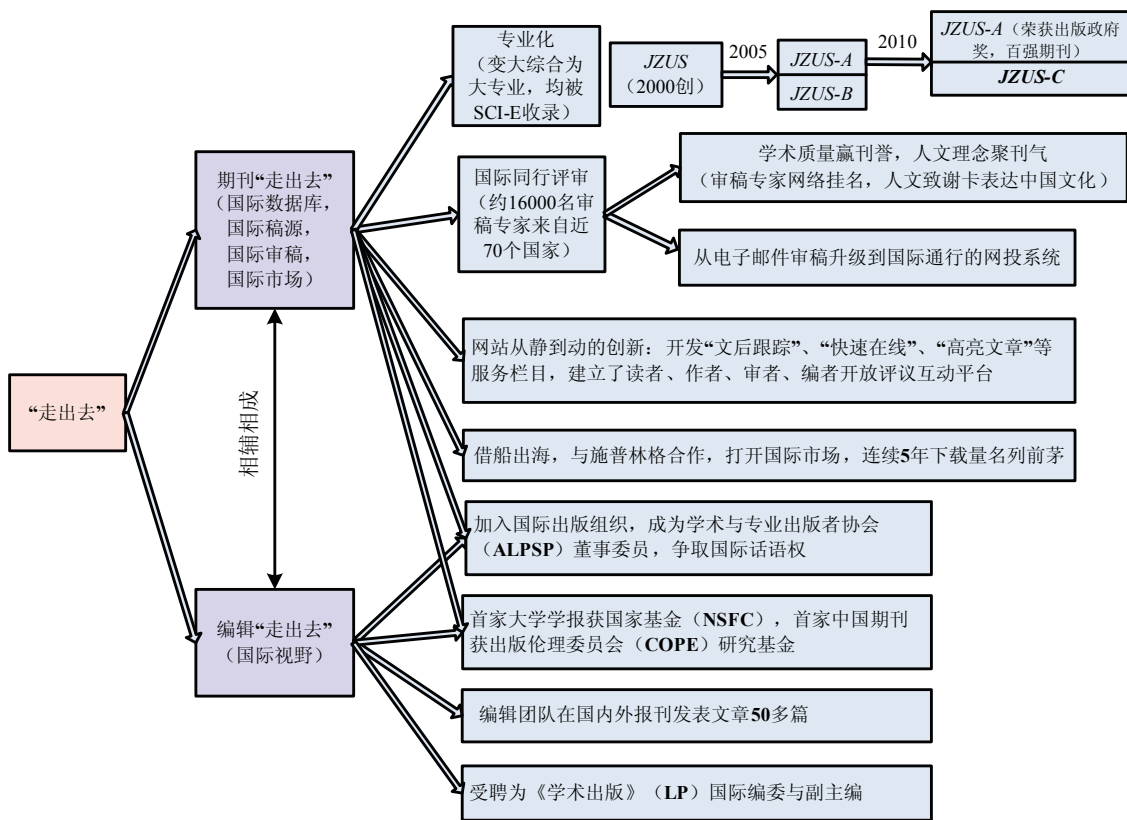 专业化
（变大综合为
大专业，均被
SCI-E收录）
JZUS
（2000创）
2005
JZUS-A
JZUS-B
2010
JZUS-A（荣获出版政府
奖，百强期刊）
JZUS-C
期刊“走出去”
（国际数据库，
国际稿源，
国际审稿，
国际市场）
国际同行评审
（约16000名审
稿专家来自近
70个国家）
学术质量赢刊誉，人文理念聚刊气
（审稿专家网络挂名，人文致谢卡表达中国文化）
从电子邮件审稿升级到国际通行的网投系统
网站从静到动的创新：开发“文后跟踪”、“快速在线”、“高亮文章”等
服务栏目，建立了读者、作者、审者、编者开放评议互动平台
“走出去”
相辅相成
借船出海，与施普林格合作，打开国际市场，连续5年下载量名列前茅
加入国际出版组织，成为学术与专业出版者协会
（ALPSP）董事委员，争取国际话语权
编辑“走出去”
（国际视野）
首家大学学报获国家基金（NSFC），首家中国期刊
获出版伦理委员会（COPE）研究基金
编辑团队在国内外报刊发表文章50多篇
受聘为《学术出版》（LP）国际编委与副主编